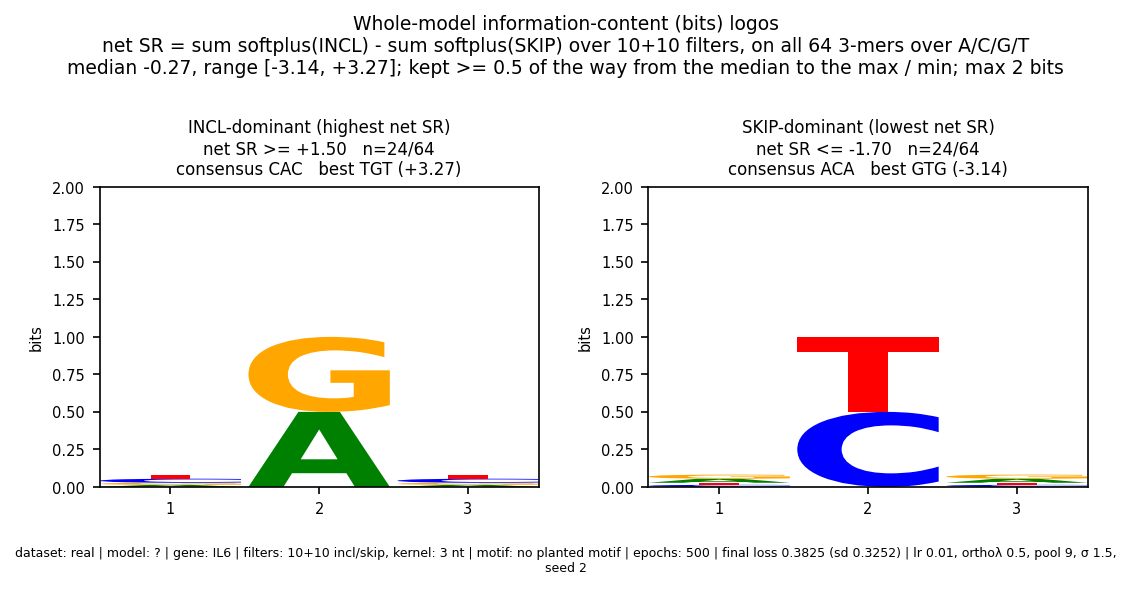 Whole-model information-content (bits) logos
net SR = sum softplus(INCL) - sum softplus(SKIP) over 10+10 filters, on all 64 3-mers over A/C/G/T
median -0.27, range [-3.14, +3.27]; kept >= 0.5 of the way from the median to the max / min; max 2 bits
INCL-dominant (highest net SR)
net SR >= +1.50   n=24/64
consensus CAC   best TGT (+3.27)
2.00
1.75
1.50
1.25
1.00
0.75
0.50
0.25
0.00
bits
G
A
1
2
3
SKIP-dominant (lowest net SR)
net SR <= -1.70   n=24/64
consensus ACA   best GTG (-3.14)
2.00
1.75
1.50
1.25
1.00
0.75
0.50
0.25
0.00
bits
T
C
1
2
3
dataset: real | model: ? | gene: IL6 | filters: 10+10 incl/skip, kernel: 3 nt | motif: no planted motif | epochs: 500 | final loss 0.3825 (sd 0.3252) | lr 0.01, orthoλ 0.5, pool 9, σ 1.5,
seed 2